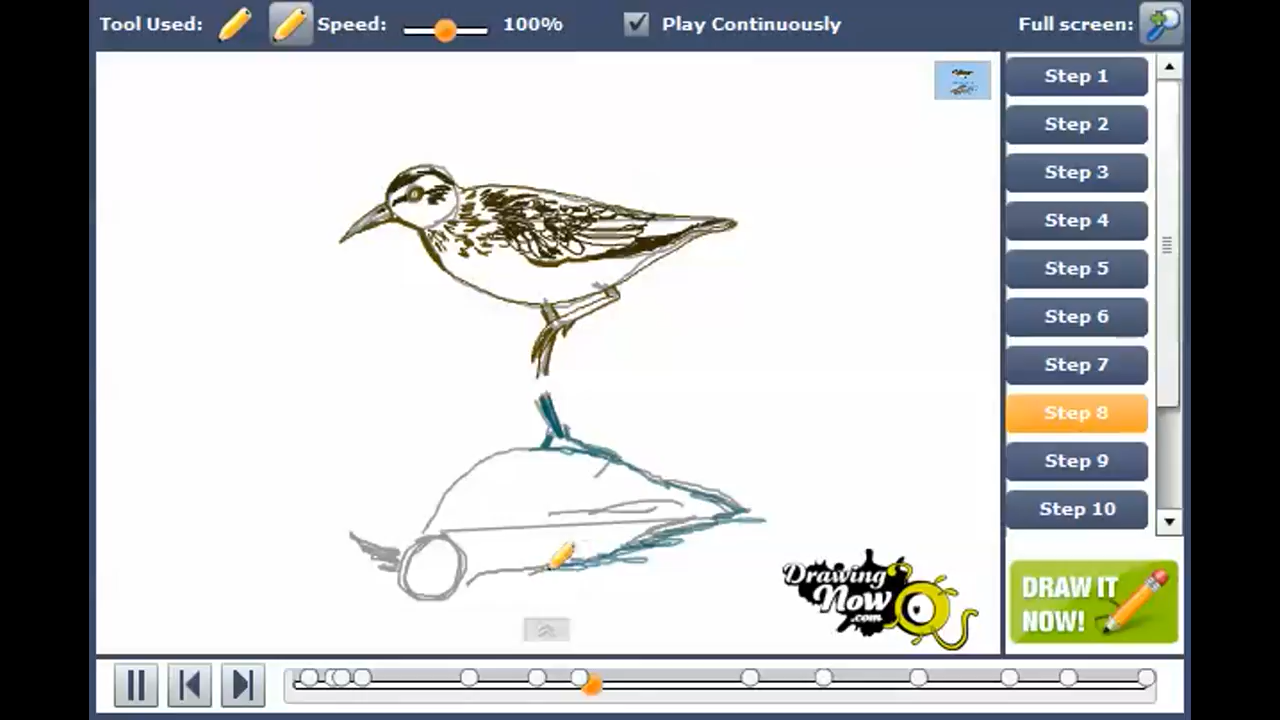 Tool Used:
Speed:
100%
Play Continuously
Full screen:
Step 1
Step 2
Step 3
Step 4
Step 5
Step 6
Step 7
Step 8
Step 9
Step 10
Drawing
Now
.com
DRAW IT
NOW!